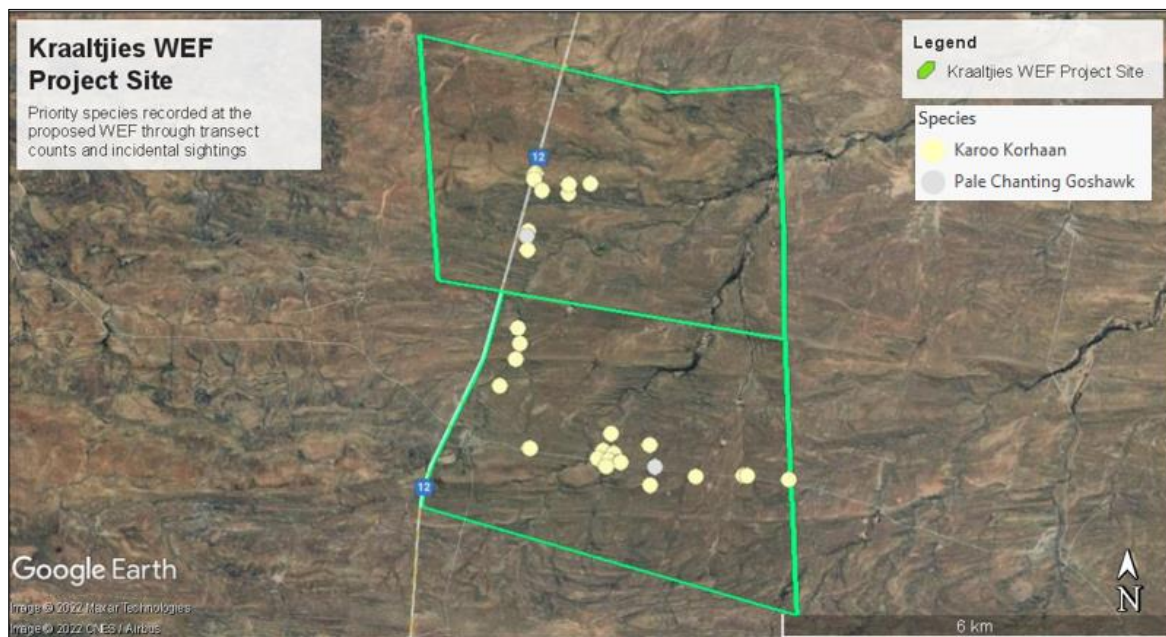 Kraaltjies WEF
Project Site
Priority species recorded at the
proposed WEF through transect
counts and incidental sightings
Legend
Kraaltjies WEF Project Site
Species
Karoo Korhaan
Pale Chanting Goshawk
12
12
Google Earth
Image © 2022 Maxar Technologies
Image © 2022 CNES / Airbus
N
6 km